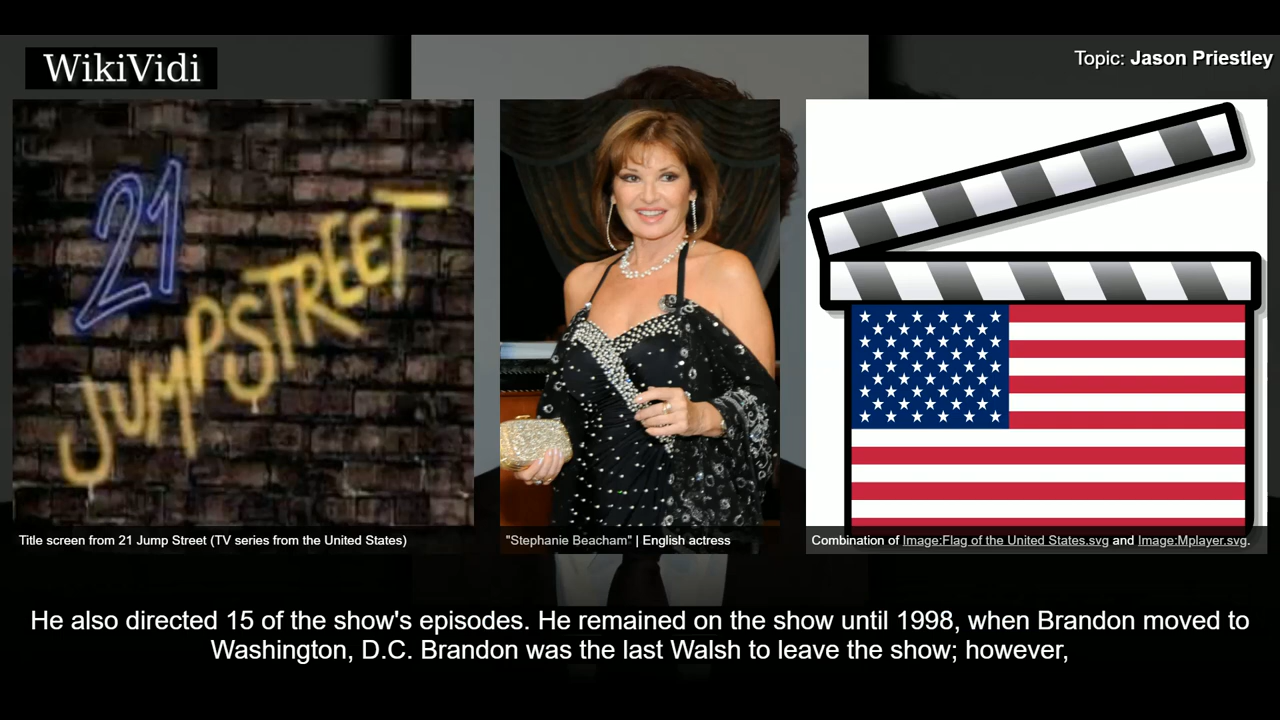 WikiVidi
Topic: Jason Priestley
21
JUMPSTREET
Title screen from 21 Jump Street (TV series from the United States)
"Stephanie Beacham" | English actress
Combination of Image:Flag of the United States.svg and Image:Mplayer.svg.
He also directed 15 of the show's episodes. He remained on the show until 1998, when Brandon moved to
Washington, D.C. Brandon was the last Walsh to leave the show; however,